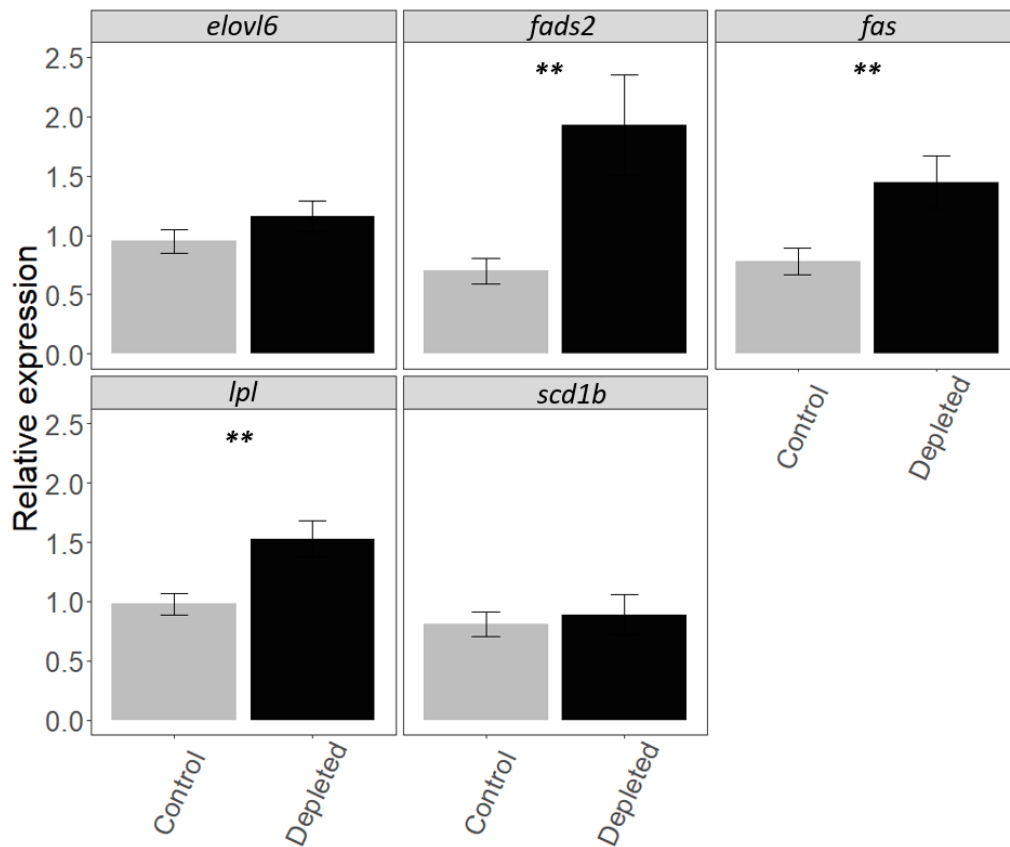 elovl6
fads2
fas
**
**
2.5
2.0
1.5
1.0
0.5
0.0
Relative expression
lpl
scd1b
**
2.5
2.0
1.5
1.0
0.5
0.0
Control
Depleted
Control
Depleted
Control
Depleted